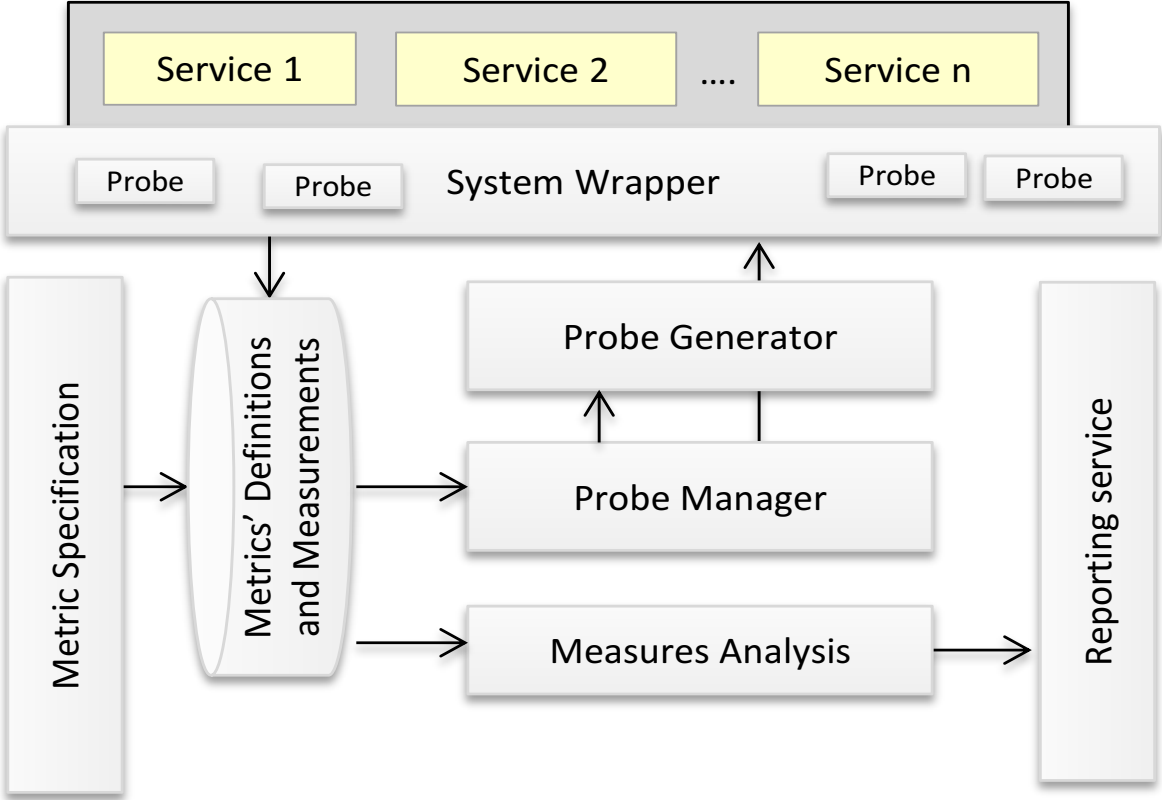 Service 1
Service 2
....
Service n
Probe
Probe
System Wrapper
Probe
Probe
Metric Specification
Metrics’ Definitions
and Measurements
Probe Generator
Probe Manager
Measures Analysis
Reporting service